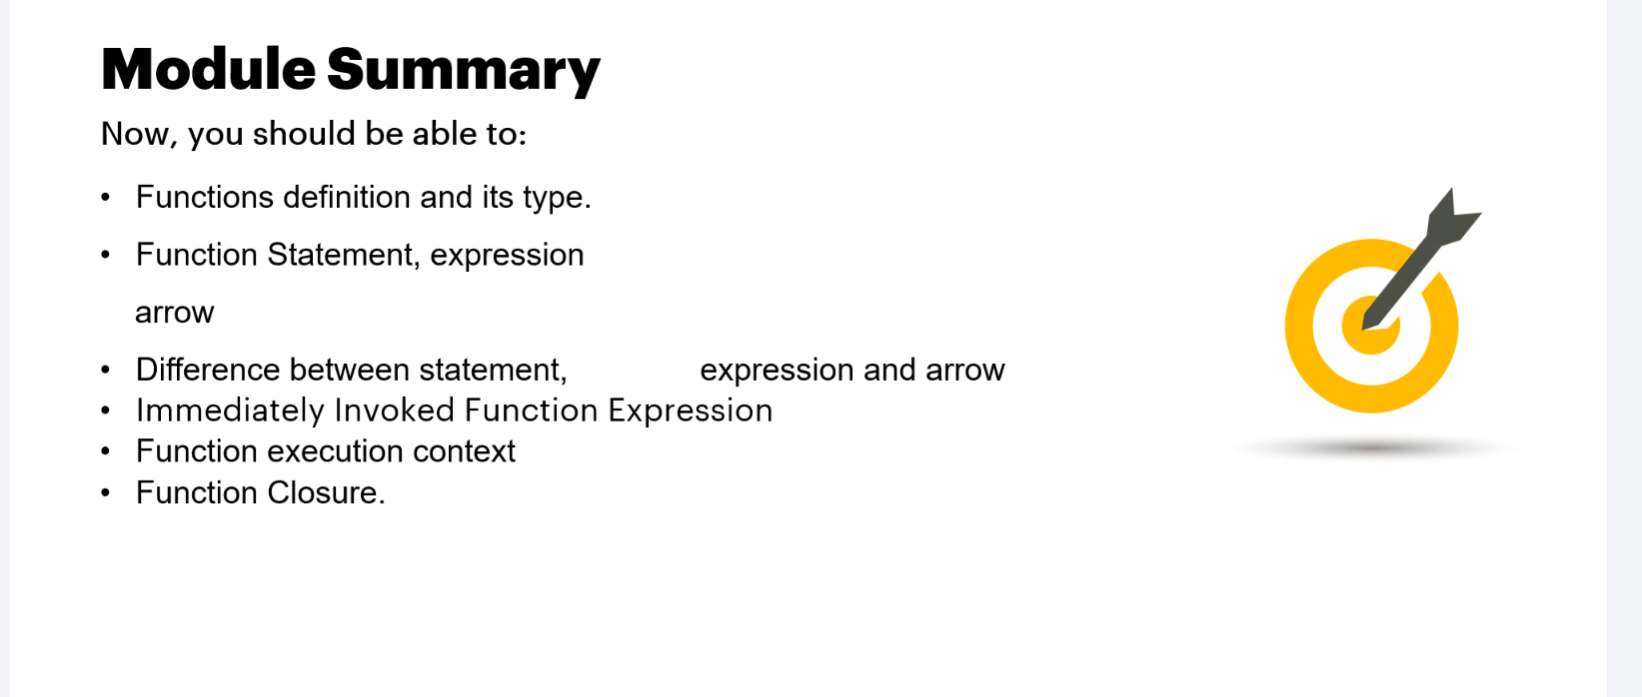 Module Summary
Now, you should be able to:
• Functions definition and its type.
• Function Statement, expression
arrow
• Difference between statement, expression and arrow
• Immediately Invoked Function Expression
• Function execution context
• Function Closure.